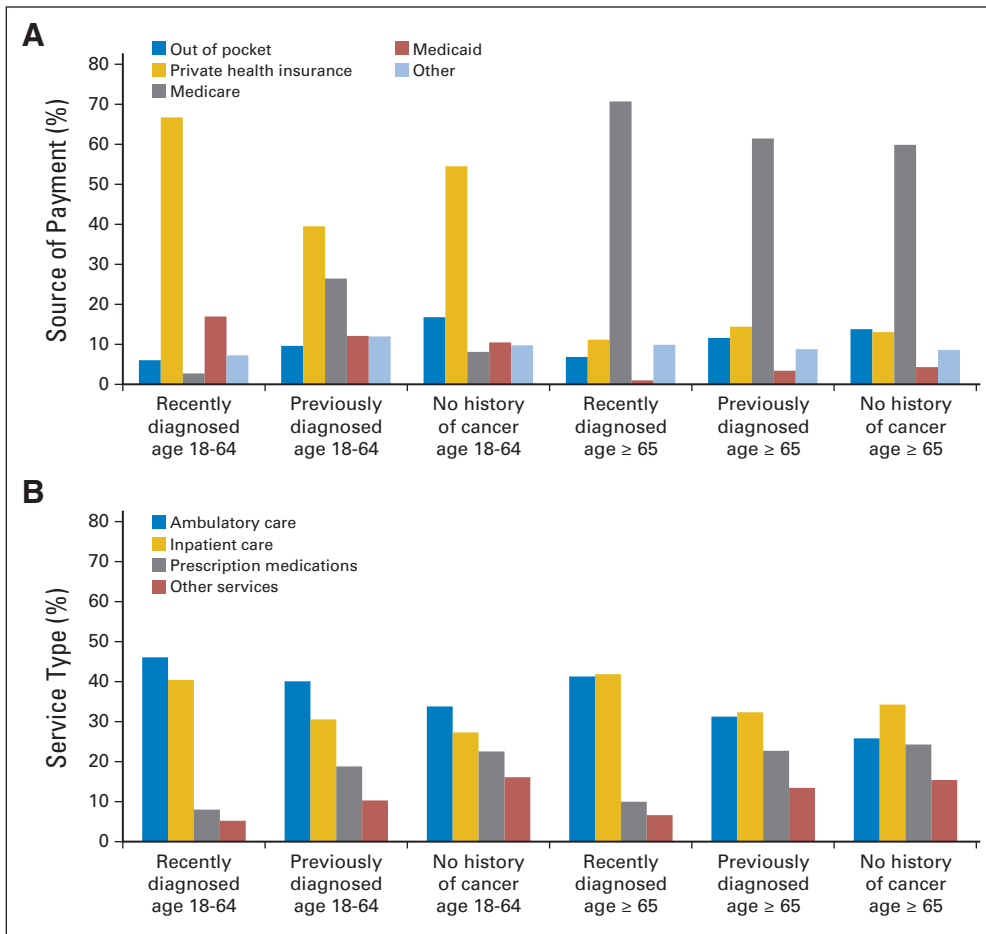 A
Out of pocket
Medicaid
Private health insurance
Other
Medicare
Source of Payment (%)
80
70
60
50
40
30
20
10
0
Recently diagnosed age 18-64
Previously diagnosed age 18-64
No history of cancer age 18-64
Recently diagnosed age ≥ 65
Previously diagnosed age ≥ 65
No history of cancer age ≥ 65
B
Ambulatory care
Inpatient care
Prescription medications
Other services
Service Type (%)
80
70
60
50
40
30
20
10
0
Recently diagnosed age 18-64
Previously diagnosed age 18-64
No history of cancer age 18-64
Recently diagnosed age ≥ 65
Previously diagnosed age ≥ 65
No history of cancer age ≥ 65